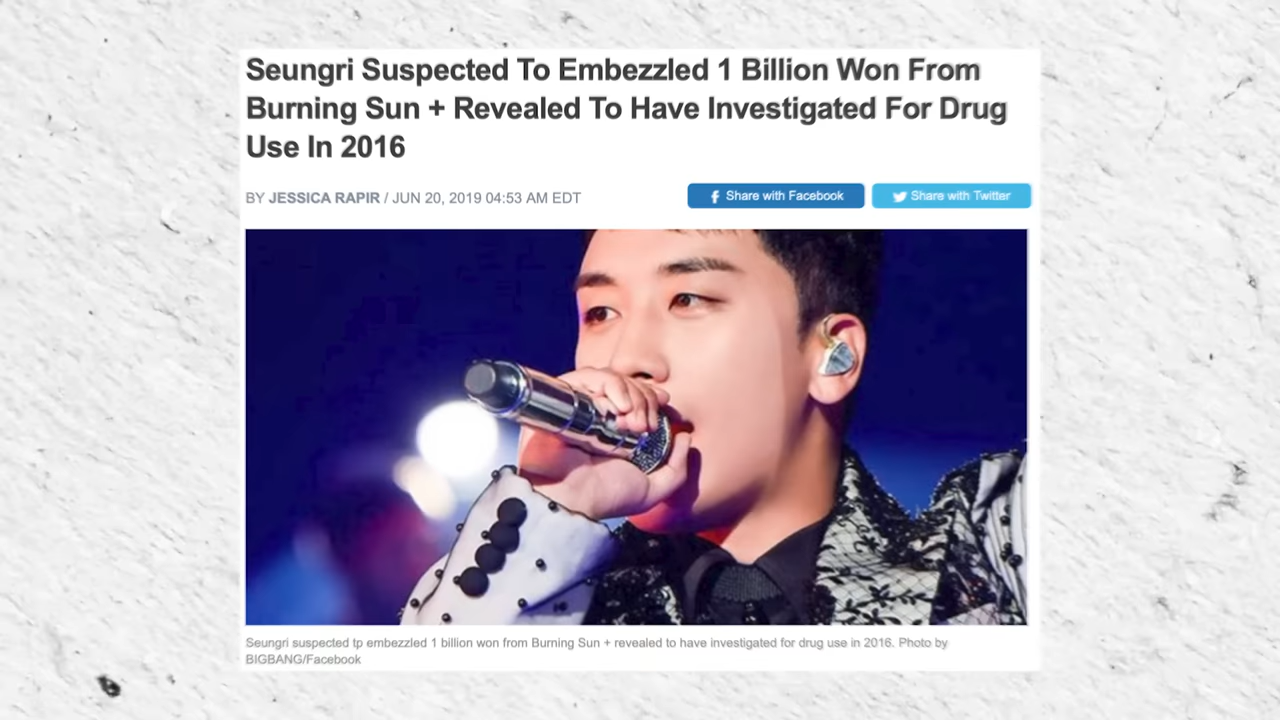 Seungri Suspected To Embezzled 1 Billion Won From
Burning Sun + Revealed To Have Investigated For Drug
Use In 2016
BY JESSICA RAPIR / JUN 20, 2019 04:53 AM EDT
Share with Facebook
Share with Twitter
Seungri suspected tp embezzled 1 billion won from Burning Sun + revealed to have investigated for drug use in 2016. Photo by
BIGBANG/Facebook